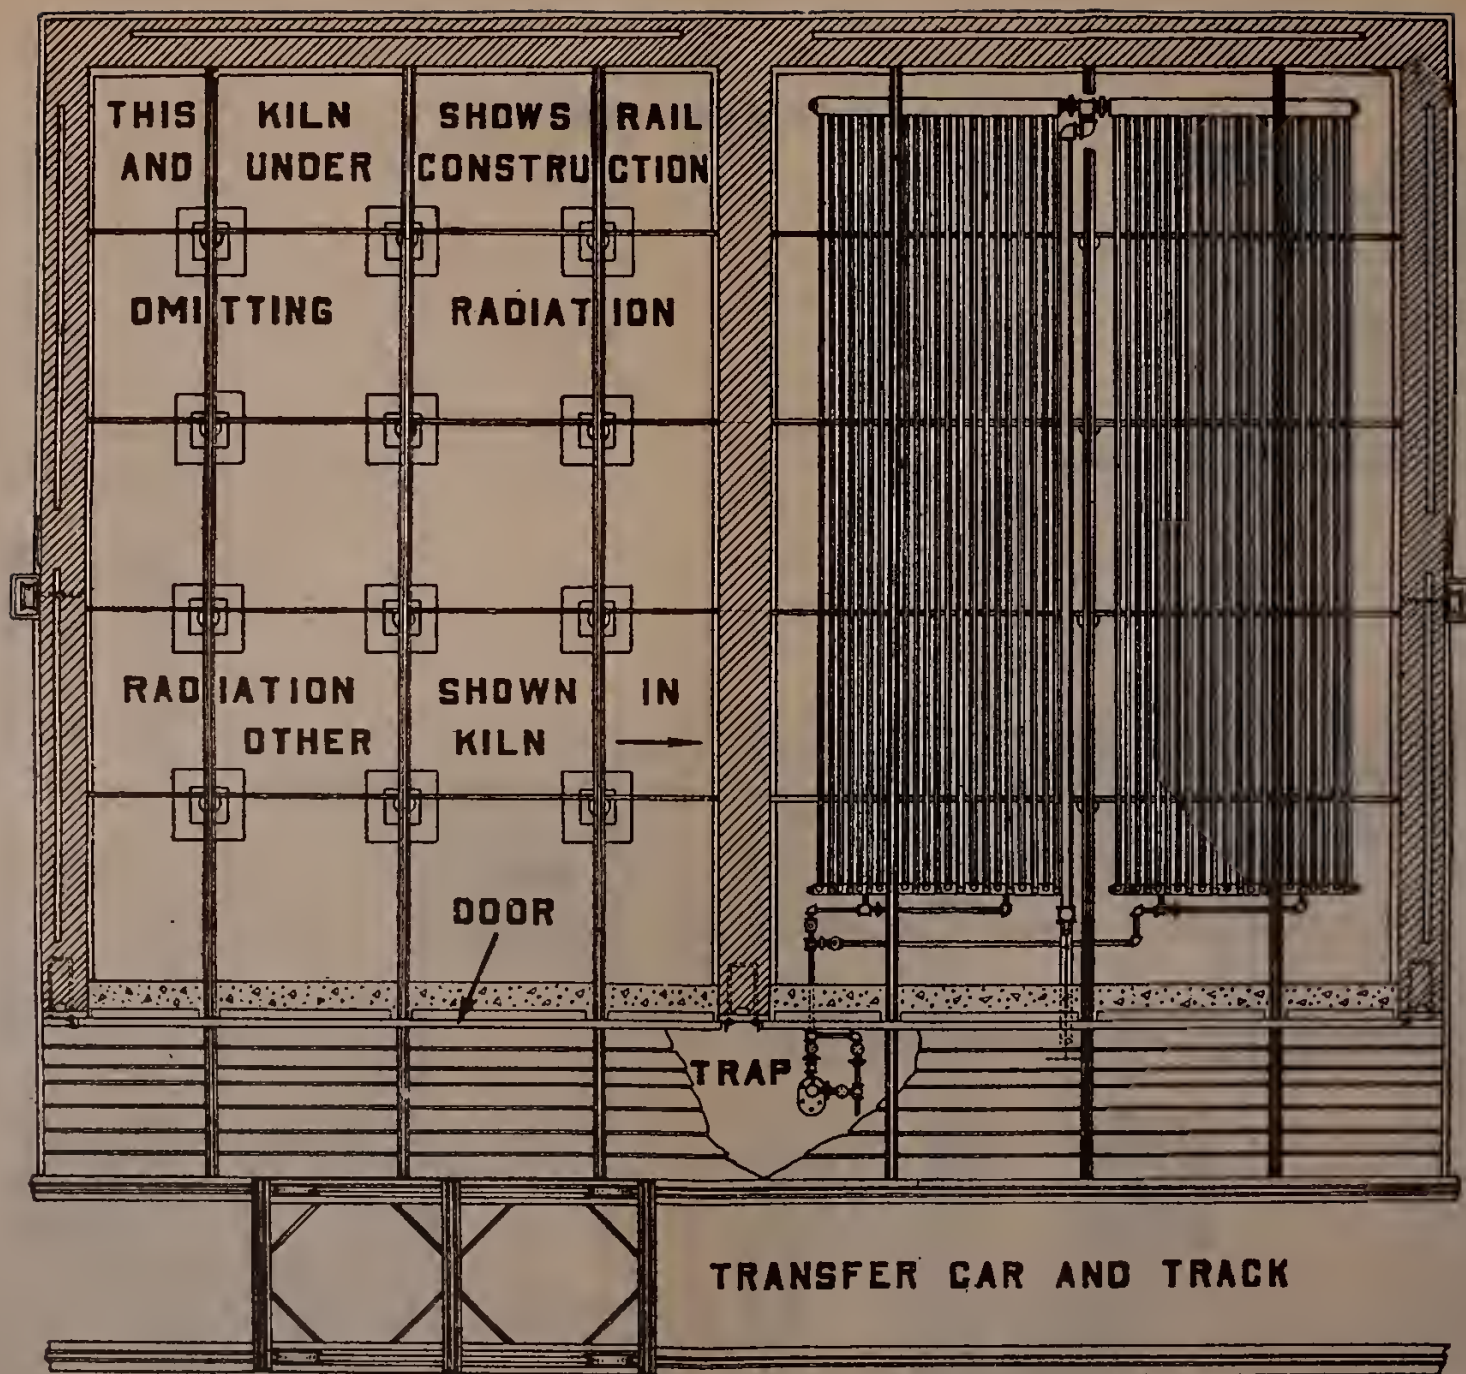 THIS KILN SHOWS RAIL
AND UNDER CONSTRUCTION
OMITTING RADIATION
RADIATION SHOWN IN
OTHER KILN
DOOR
TRAP
TRANSFER CAR AND TRACK